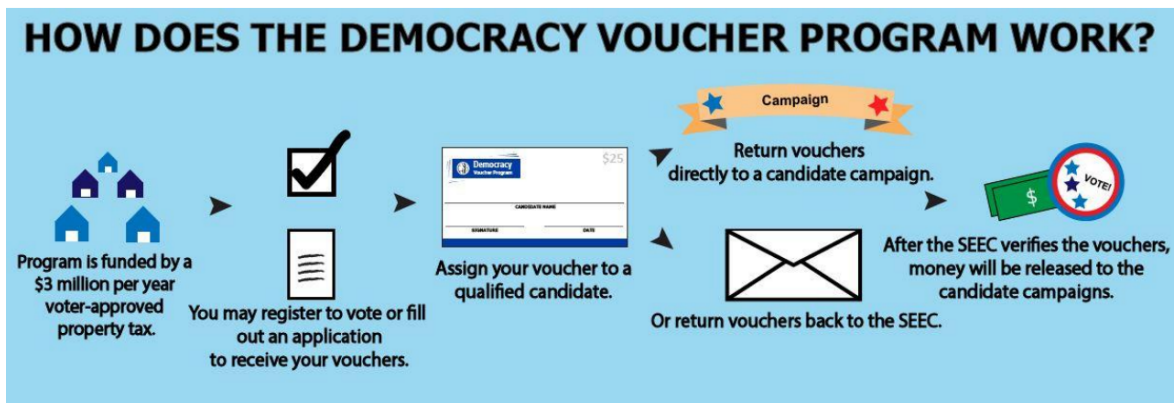 HOW DOES THE DEMOCRACY VOUCHER PROGRAM WORK?
Program is funded by a
$3 million per year
voter-approved
property tax.
You may register to vote or fill
out an application
to receive your vouchers.
Democracy
Voucher Program
$25
CANDIDATE NAME
SIGNATURE
DATE
Assign your voucher to a
qualified candidate.
Campaign
Return vouchers
directly to a candidate campaign.
Or return vouchers back to the SEEC.
$
VOTE!
After the SEEC verifies the vouchers,
money will be released to the
candidate campaigns.